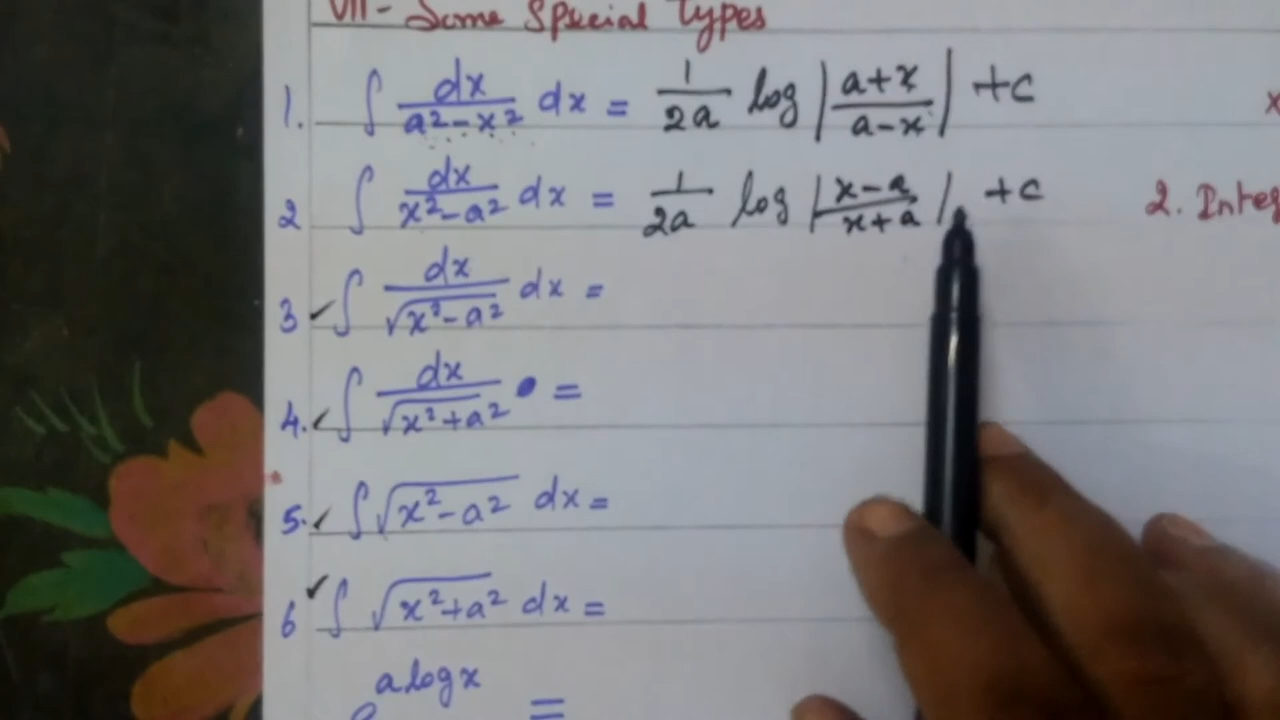 VII - Some Special Types
1. ∫ dx/(a²-x²) dx = 1/(2a) log |(a+x)/(a-x)| +c
2 ∫ dx/(x²-a²) dx = 1/(2a) log |(x-a)/(x+a)| +c
2. Integ
3 ✓ ∫ dx/√(x²-a²) dx =
4. ✓ ∫ dx/√(x²+a²) • =
5. ✓ ∫ √(x²-a²) dx =
6 ✓ ∫ √(x²+a²) dx =
a log x =